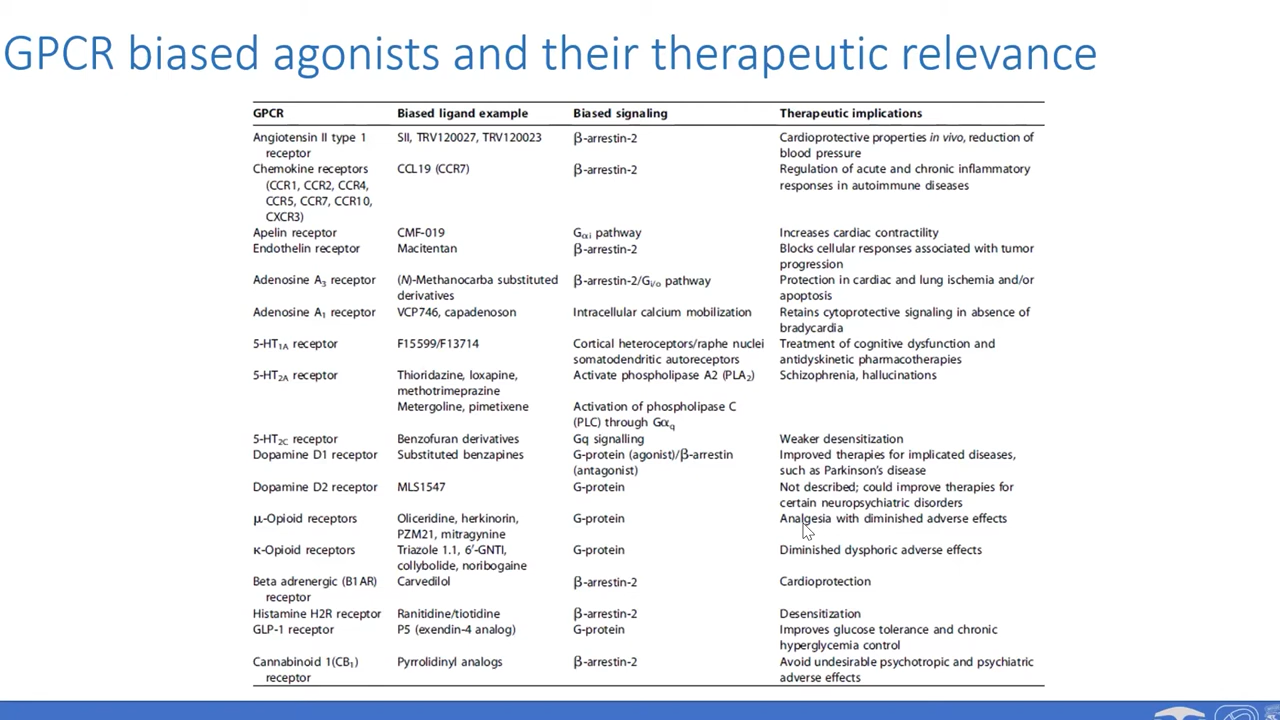 GPCR biased agonists and their therapeutic relevance
GPCR Biased ligand example Biased signaling Therapeutic implications
Angiotensin II type 1 SII, TRV120027, TRV120023 β-arrestin-2 Cardioprotective properties in vivo, reduction of
receptor blood pressure
Chemokine receptors CCL19 (CCR7) β-arrestin-2 Regulation of acute and chronic inflammatory
(CCR1, CCR2, CCR4, responses in autoimmune diseases
CCR5, CCR7, CCR10,
CXCR3)
Apelin receptor CMF-019 Gαi pathway Increases cardiac contractility
Endothelin receptor Macitentan β-arrestin-2 Blocks cellular responses associated with tumor
progression
Adenosine A3 receptor (N)-Methanocarba substituted β-arrestin-2/Gi/o pathway Protection in cardiac and lung ischemia and/or
derivatives apoptosis
Adenosine A1 receptor VCP746, capadenoson Intracellular calcium mobilization Retains cytoprotective signaling in absence of
bradycardia
5-HT1A receptor F15599/F13714 Cortical heteroceptors/raphe nuclei Treatment of cognitive dysfunction and
somatodendritic autoreceptors antidyskinetic pharmacotherapies
5-HT2A receptor Thioridazine, loxapine, Activate phospholipase A2 (PLA2) Schizophrenia, hallucinations
methotrimeprazine
Metergoline, pimetixene Activation of phospholipase C
(PLC) through Gαq
5-HT2C receptor Benzofuran derivatives Gq signalling Weaker desensitization
Dopamine D1 receptor Substituted benzapines G-protein (agonist)/β-arrestin Improved therapies for implicated diseases,
(antagonist) such as Parkinson's disease
Dopamine D2 receptor MLS1547 G-protein Not described; could improve therapies for
certain neuropsychiatric disorders
μ-Opioid receptors Oliceridine, herkinorin, G-protein Analgesia with diminished adverse effects
PZM21, mitragynine
κ-Opioid receptors Triazole 1.1, 6′-GNTI, G-protein Diminished dysphoric adverse effects
collybolide, noribogaine
Beta adrenergic (B1AR) Carvedilol β-arrestin-2 Cardioprotection
receptor
Histamine H2R receptor Ranitidine/tiotidine β-arrestin-2 Desensitization
GLP-1 receptor P5 (exendin-4 analog) G-protein Improves glucose tolerance and chronic
hyperglycemia control
Cannabinoid 1(CB1) Pyrrolidinyl analogs β-arrestin-2 Avoid undesirable psychotropic and psychiatric
receptor adverse effects